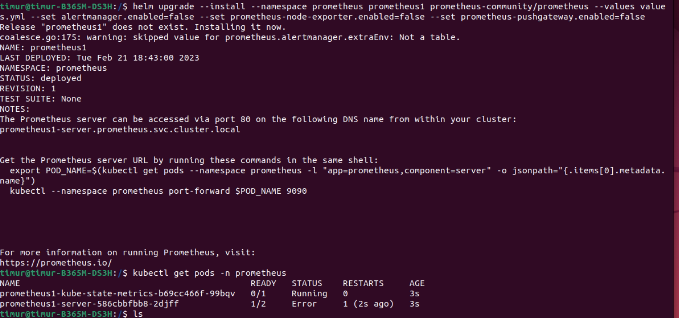 timur@timur-B365M-DS3H:/$ helm upgrade --install --namespace prometheus prometheus1 prometheus-community/prometheus --values value
s.yml --set alertmanager.enabled=false --set prometheus-node-exporter.enabled=false --set prometheus-pushgateway.enabled=false
Release "prometheus1" does not exist. Installing it now.
coalesce.go:175: warning: skipped value for prometheus.alertmanager.extraEnv: Not a table.
NAME: prometheus1
LAST DEPLOYED: Tue Feb 21 18:43:00 2023
NAMESPACE: prometheus
STATUS: deployed
REVISION: 1
TEST SUITE: None
NOTES:
The Prometheus server can be accessed via port 80 on the following DNS name from within your cluster:
prometheus1-server.prometheus.svc.cluster.local
Get the Prometheus server URL by running these commands in the same shell:
export POD_NAME=$(kubectl get pods --namespace prometheus -l "app=prometheus,component=server" -o jsonpath="{.items[0].metadata.
name}")
kubectl --namespace prometheus port-forward $POD_NAME 9090
For more information on running Prometheus, visit:
https://prometheus.io/
timur@timur-B365M-DS3H:/$ kubectl get pods -n prometheus
NAME READY STATUS RESTARTS AGE
prometheus1-kube-state-metrics-b69cc466f-99bqv 0/1 Running 0 3s
prometheus1-server-586cbbfbb8-2djff 1/2 Error 1 (2s ago) 3s
timur@timur-B365M-DS3H:/$ ls